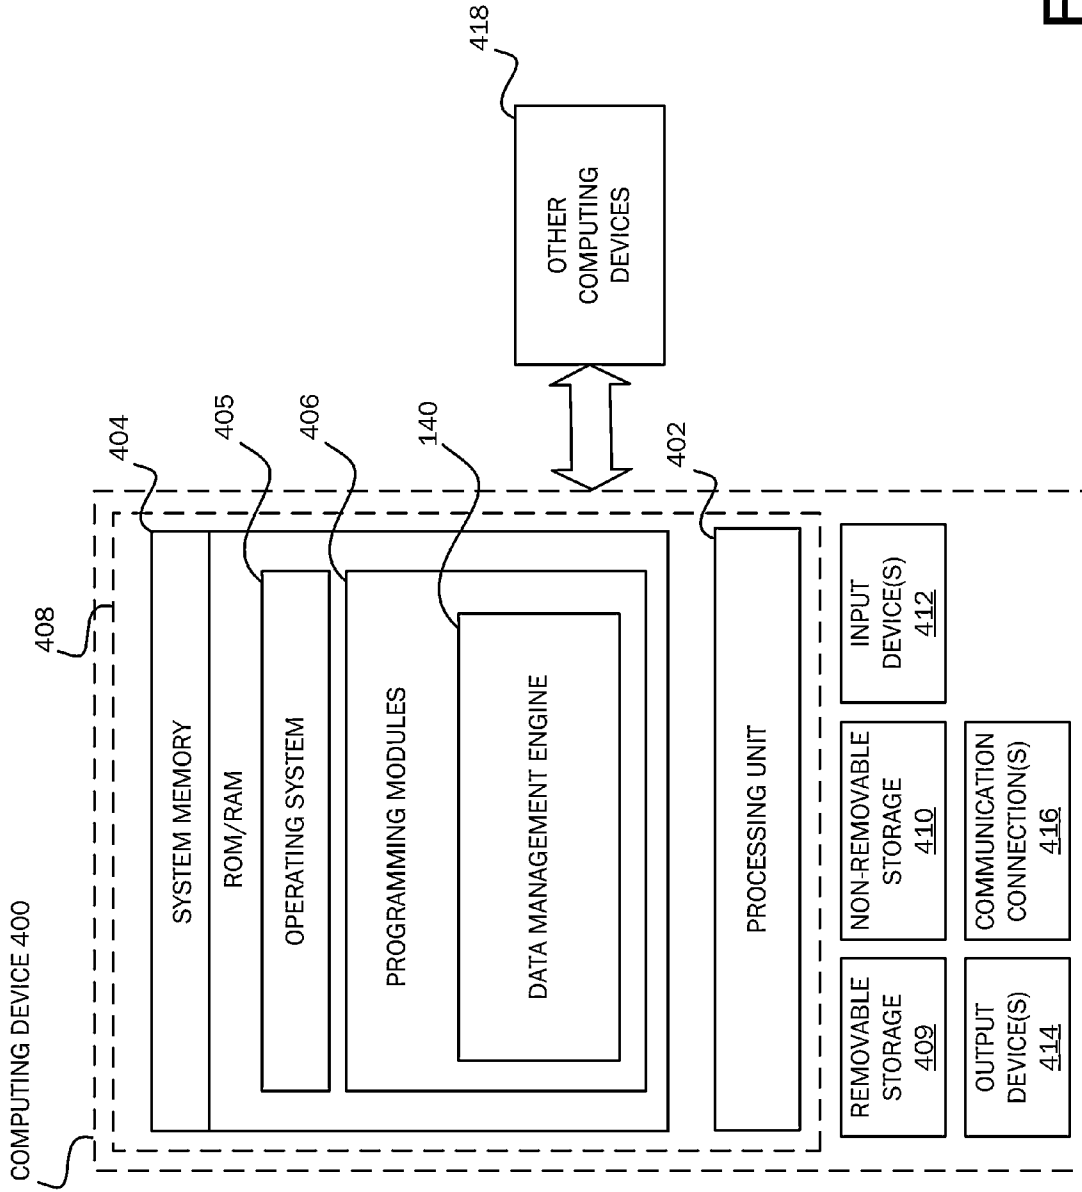 COMPUTING DEVICE 400
408
404
SYSTEM MEMORY
ROM/RAM
405
OPERATING SYSTEM
406
PROGRAMMING MODULES
140
DATA MANAGEMENT ENGINE
402
PROCESSING UNIT
REMOVABLE
STORAGE
409
NON-REMOVABLE
STORAGE
410
INPUT
DEVICE(S)
412
OUTPUT
DEVICE(S)
414
COMMUNICATION
CONNECTION(S)
416
418
OTHER
COMPUTING
DEVICES